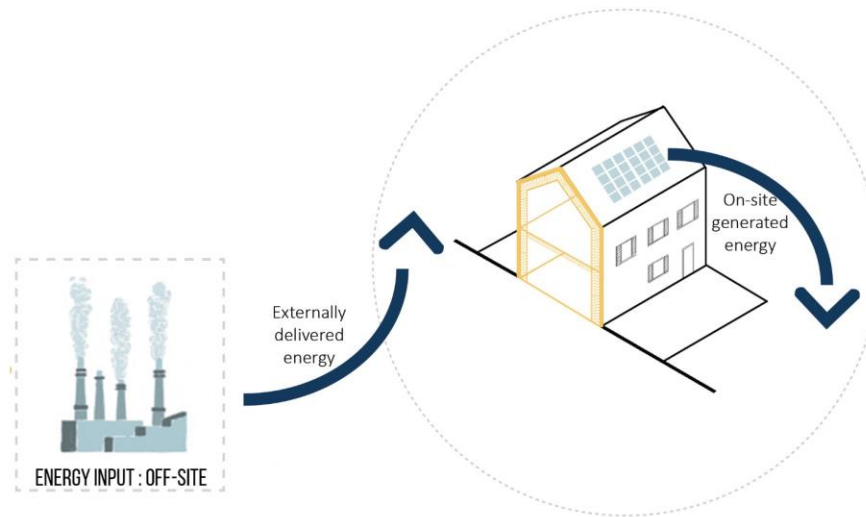 On-site
generated
energy
Externally
delivered
energy
ENERGY INPUT : OFF-SITE